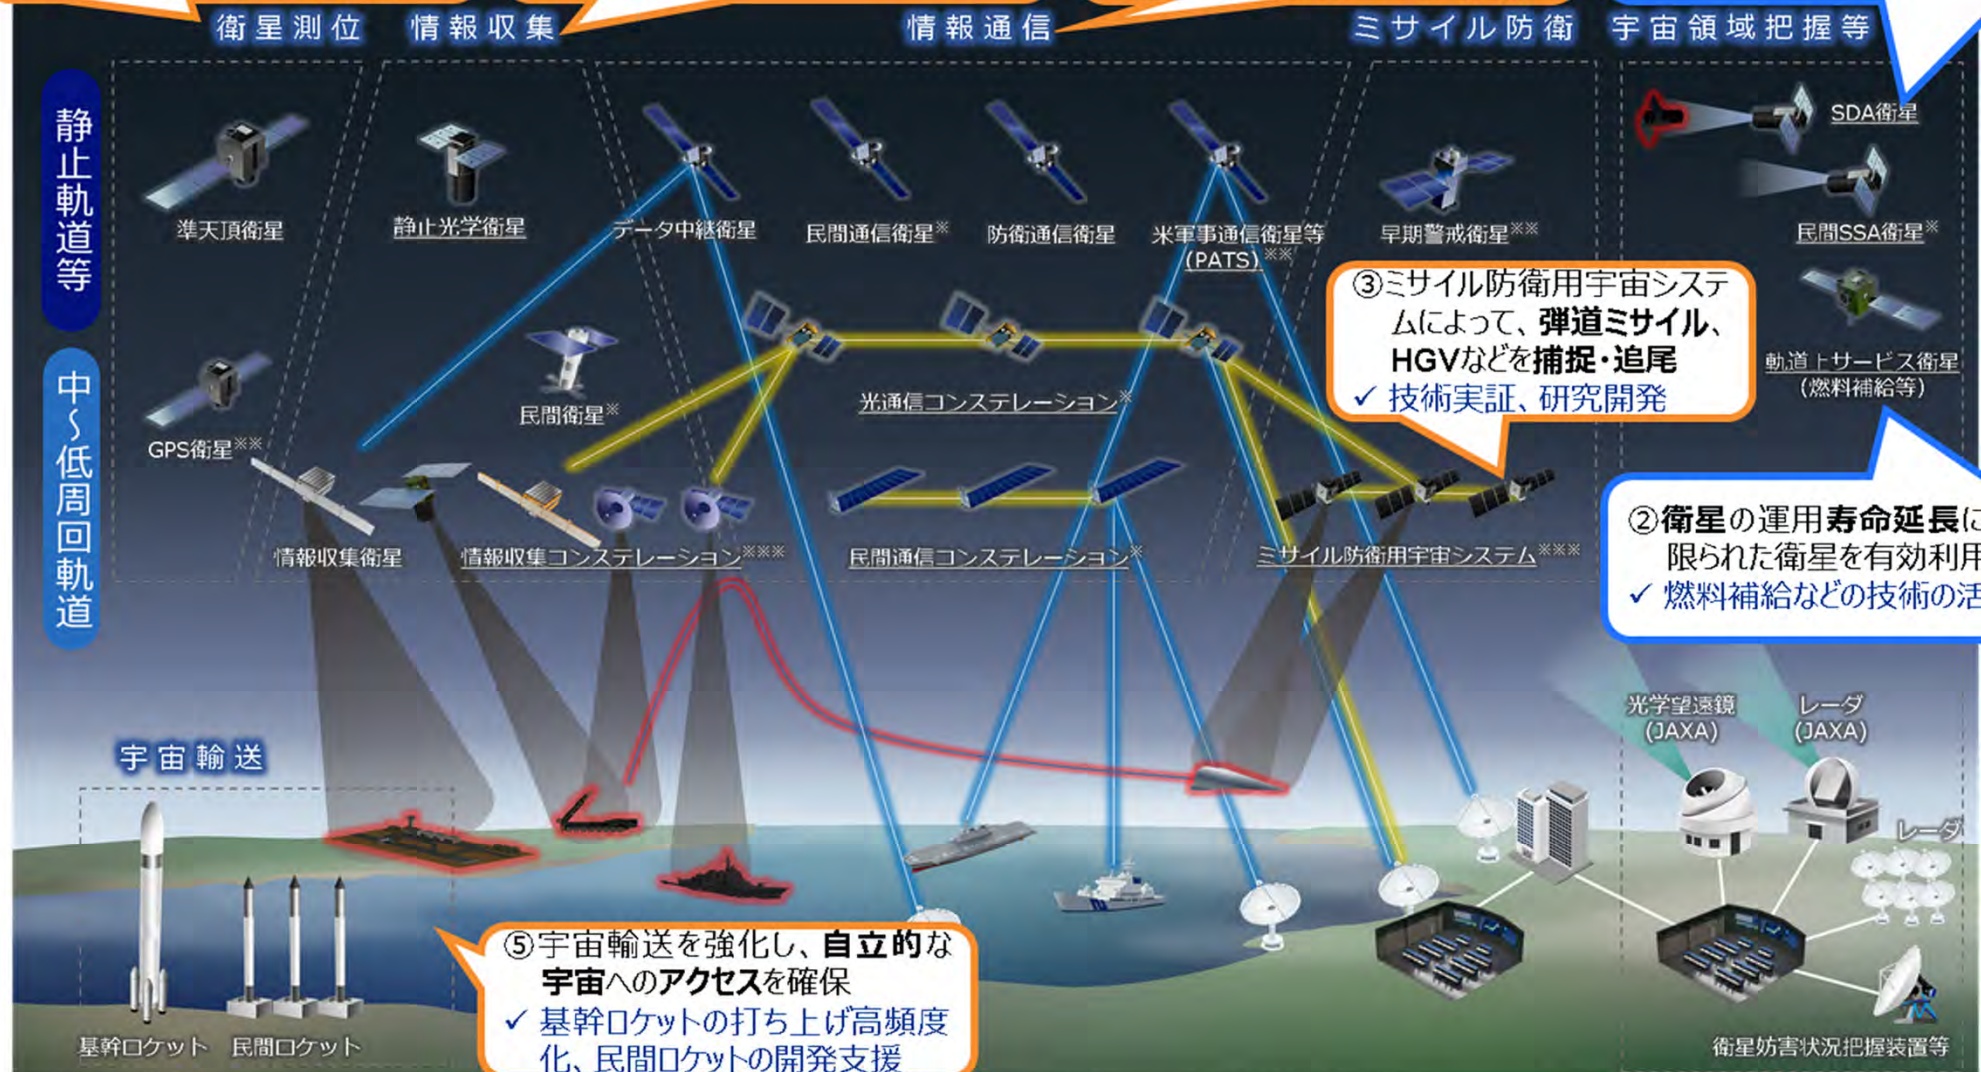 衛星測位
情報収集
情報通信
ミサイル防衛
宇宙領域把握等
静止軌道等
準天頂衛星
静止光学衛星
データ中継衛星
民間通信衛星※
防衛通信衛星
米軍事通信衛星等
(PATS)※※
早期警戒衛星※※
SDA衛星
民間SSA衛星※
軌道上サービス衛星
(燃料補給等)
③ミサイル防衛用宇宙システ
ムによって、弾道ミサイル、
HGVなどを捕捉・追尾
✓ 技術実証、研究開発
中～低周回軌道
GPS衛星※※
民間衛星※
光通信コンステレーション※
情報収集衛星
情報収集コンステレーション※※※
民間通信コンステレーション※
ミサイル防衛用宇宙システム※※※
②衛星の運用寿命延長に
限られた衛星を有効利用
✓ 燃料補給などの技術の活
光学望遠鏡
(JAXA)
レーダ
(JAXA)
レーダ
宇宙輸送
基幹ロケット
民間ロケット
⑤宇宙輸送を強化し、自立的な
宇宙へのアクセスを確保
✓ 基幹ロケットの打ち上げ高頻度
化、民間ロケットの開発支援
衛星妨害状況把握装置等